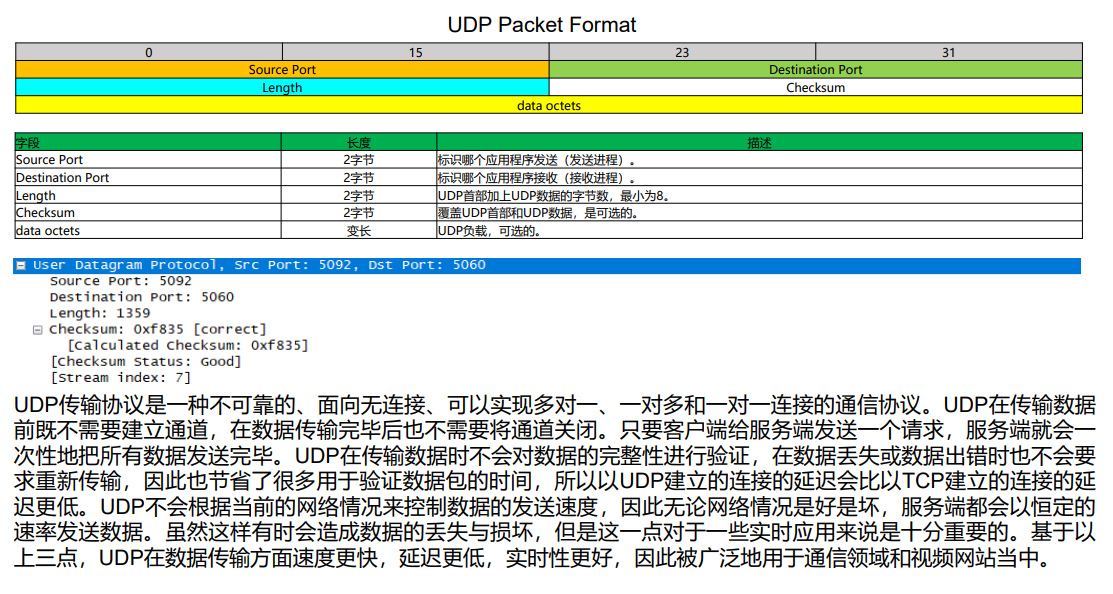 UDP Packet Format
0 15 23 31
Source Port Destination Port
Length Checksum
data octets
字段 长度 描述
Source Port 2字节 标识哪个应用程序发送（发送进程）。
Destination Port 2字节 标识哪个应用程序接收（接收进程）。
Length 2字节 UDP首部加上UDP数据的字节数，最小为8。
Checksum 2字节 覆盖UDP首部和UDP数据，是可选的。
data octets 变长 UDP负载，可选的。
User Datagram Protocol, Src Port: 5092, Dst Port: 5060
Source Port: 5092
Destination Port: 5060
Length: 1359
Checksum: 0xf835 [correct]
[Calculated Checksum: 0xf835]
[Checksum Status: Good]
[Stream index: 7]
UDP传输协议是一种不可靠的、面向无连接、可以实现多对一、一对多和一对一连接的通信协议。UDP在传输数据
前既不需要建立通道，在数据传输完毕后也不需要将通道关闭。只要客户端给服务端发送一个请求，服务端就会一
次性地把所有数据发送完毕。UDP在传输数据时不会对数据的完整性进行验证，在数据丢失或数据出错时也不会要
求重新传输，因此也节省了很多用于验证数据包的时间，所以以UDP建立的连接的延迟会比以TCP建立的连接的延
迟更低。UDP不会根据当前的网络情况来控制数据的发送速度，因此无论网络情况是好是坏，服务端都会以恒定的
速率发送数据。虽然这样有时会造成数据的丢失与损坏，但是这一点对于一些实时应用来说是十分重要的。基于以
上三点，UDP在数据传输方面速度更快，延迟更低，实时性更好，因此被广泛地用于通信领域和视频网站当中。